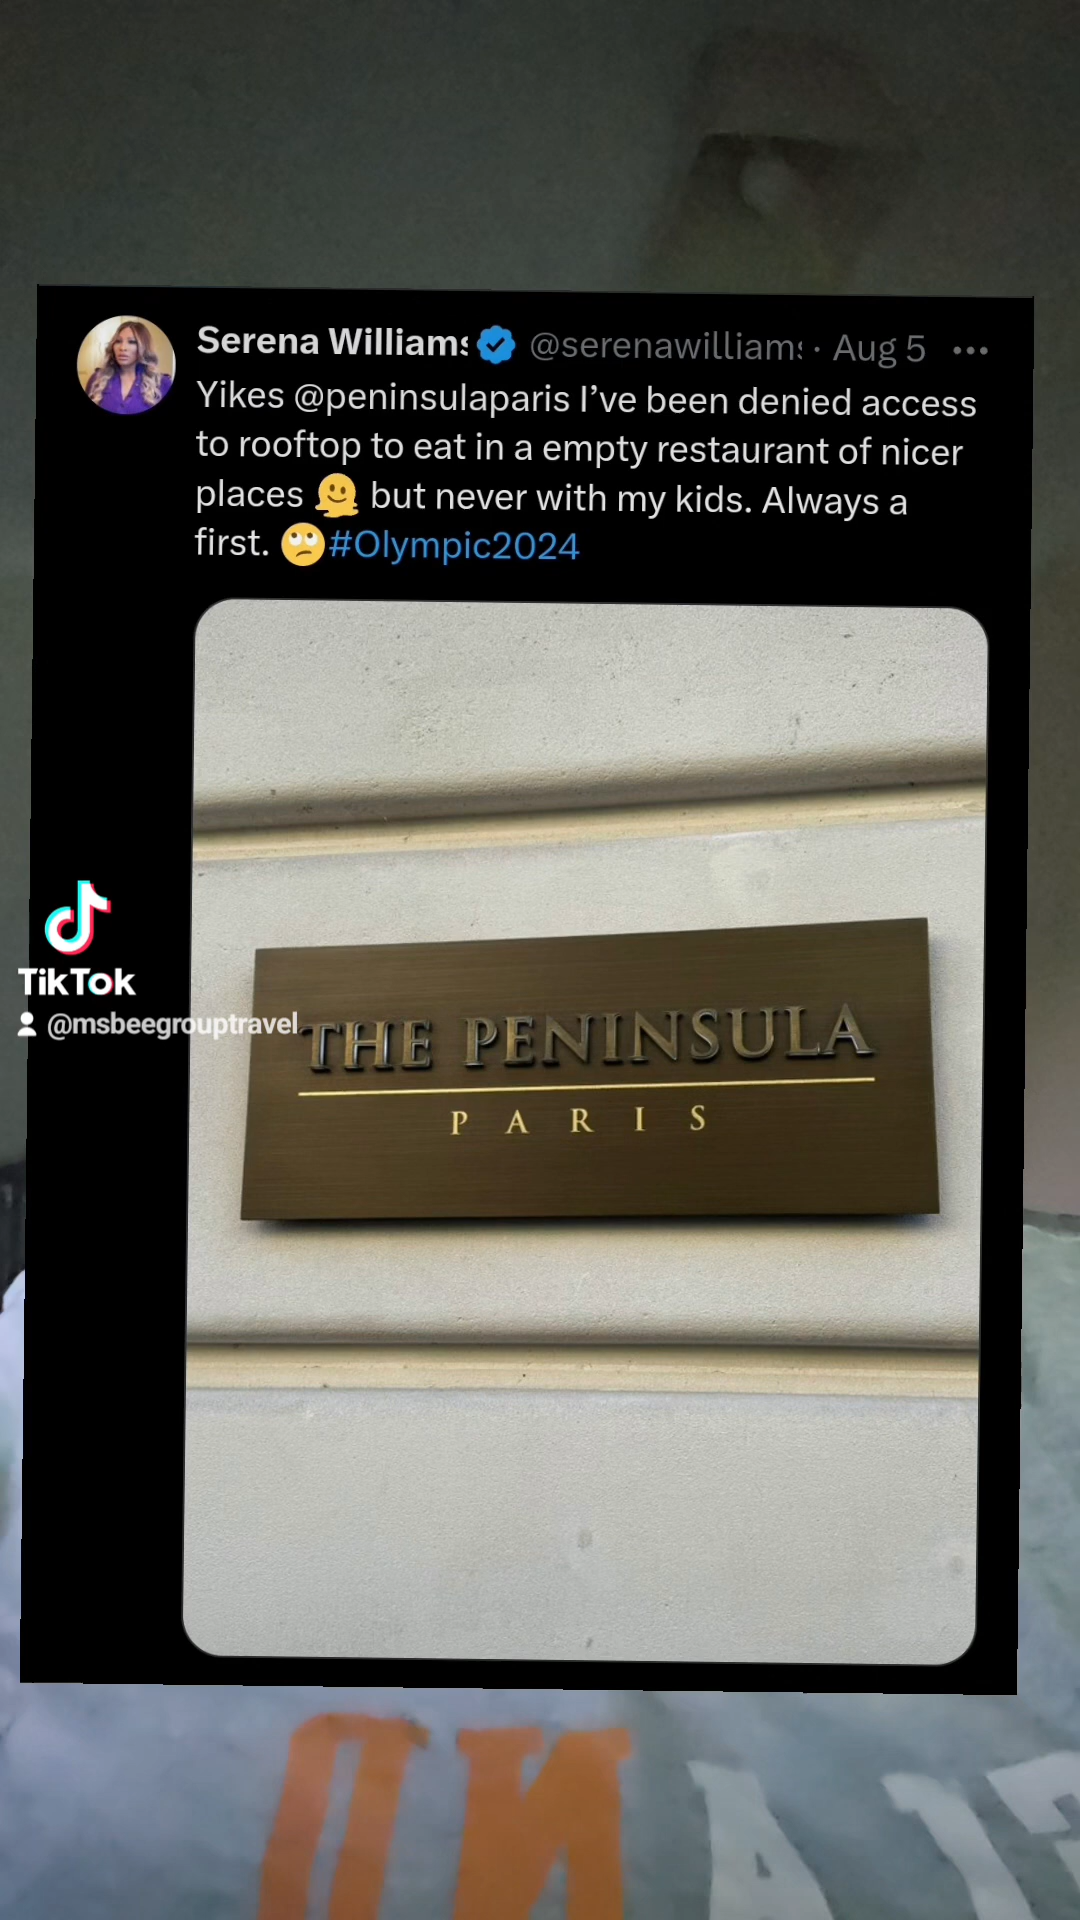 Serena Williams @serenawilliams · Aug 5
Yikes @peninsulaparis I’ve been denied access
to rooftop to eat in a empty restaurant of nicer
places 🫠 but never with my kids. Always a
first. 🙄#Olympic2024
TikTok
@msbeegrouptravel
THE PENINSULA
PARIS